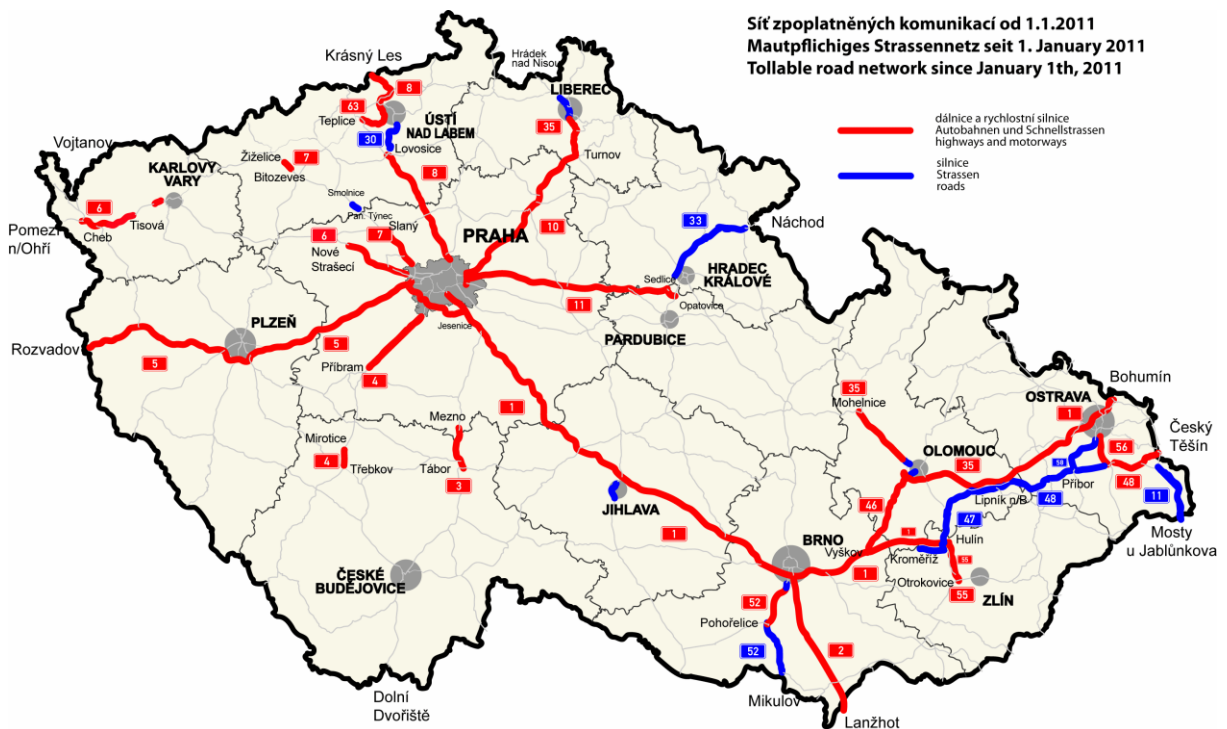 Síť zpoplatněných komunikací od 1.1.2011
Mautpflichiges Strassennetz seit 1. January 2011
Tollable road network since January 1th, 2011
dálnice a rychlostní silnice
Autobahnen und Schnellstrassen
highways and motorways
silnice
Strassen
roads
Krásný Les
Hrádek
nad Nisou
8
LIBEREC
63
Teplice
ÚSTÍ
NAD LABEM
35
30
Lovosice
Turnov
Vojtanov
Žiželice
7
Bitozeves
8
KARLOVY
VARY
Smolnice
Pan. Týnec
6
Tisová
Cheb
Pomezí
n/Ohří
Slaný
7
6
Nové
Strašecí
PRAHA
10
33
Náchod
Sedlice
HRADEC
KRÁLOVÉ
11
Opatovice
PARDUBICE
PLZEŇ
Jesenice
Rozvadov
5
5
Příbram
4
1
35
Mohelnice
Bohumín
OSTRAVA
1
Mezno
Mirotice
4
Třebkov
Tábor
3
Český
Těšín
56
OLOMOUC
35
58
Příbor
48
Lipník n/B
48
11
46
JIHLAVA
47
Mosty
u Jablůnkova
1
BRNO
Vyškov
1
Hulín
Kroměříž
1
55
Otrokovice
55
ZLÍN
ČESKÉ
BUDĚJOVICE
52
Pohořelice
52
2
Dolní
Dvořiště
Mikulov
Lanžhot